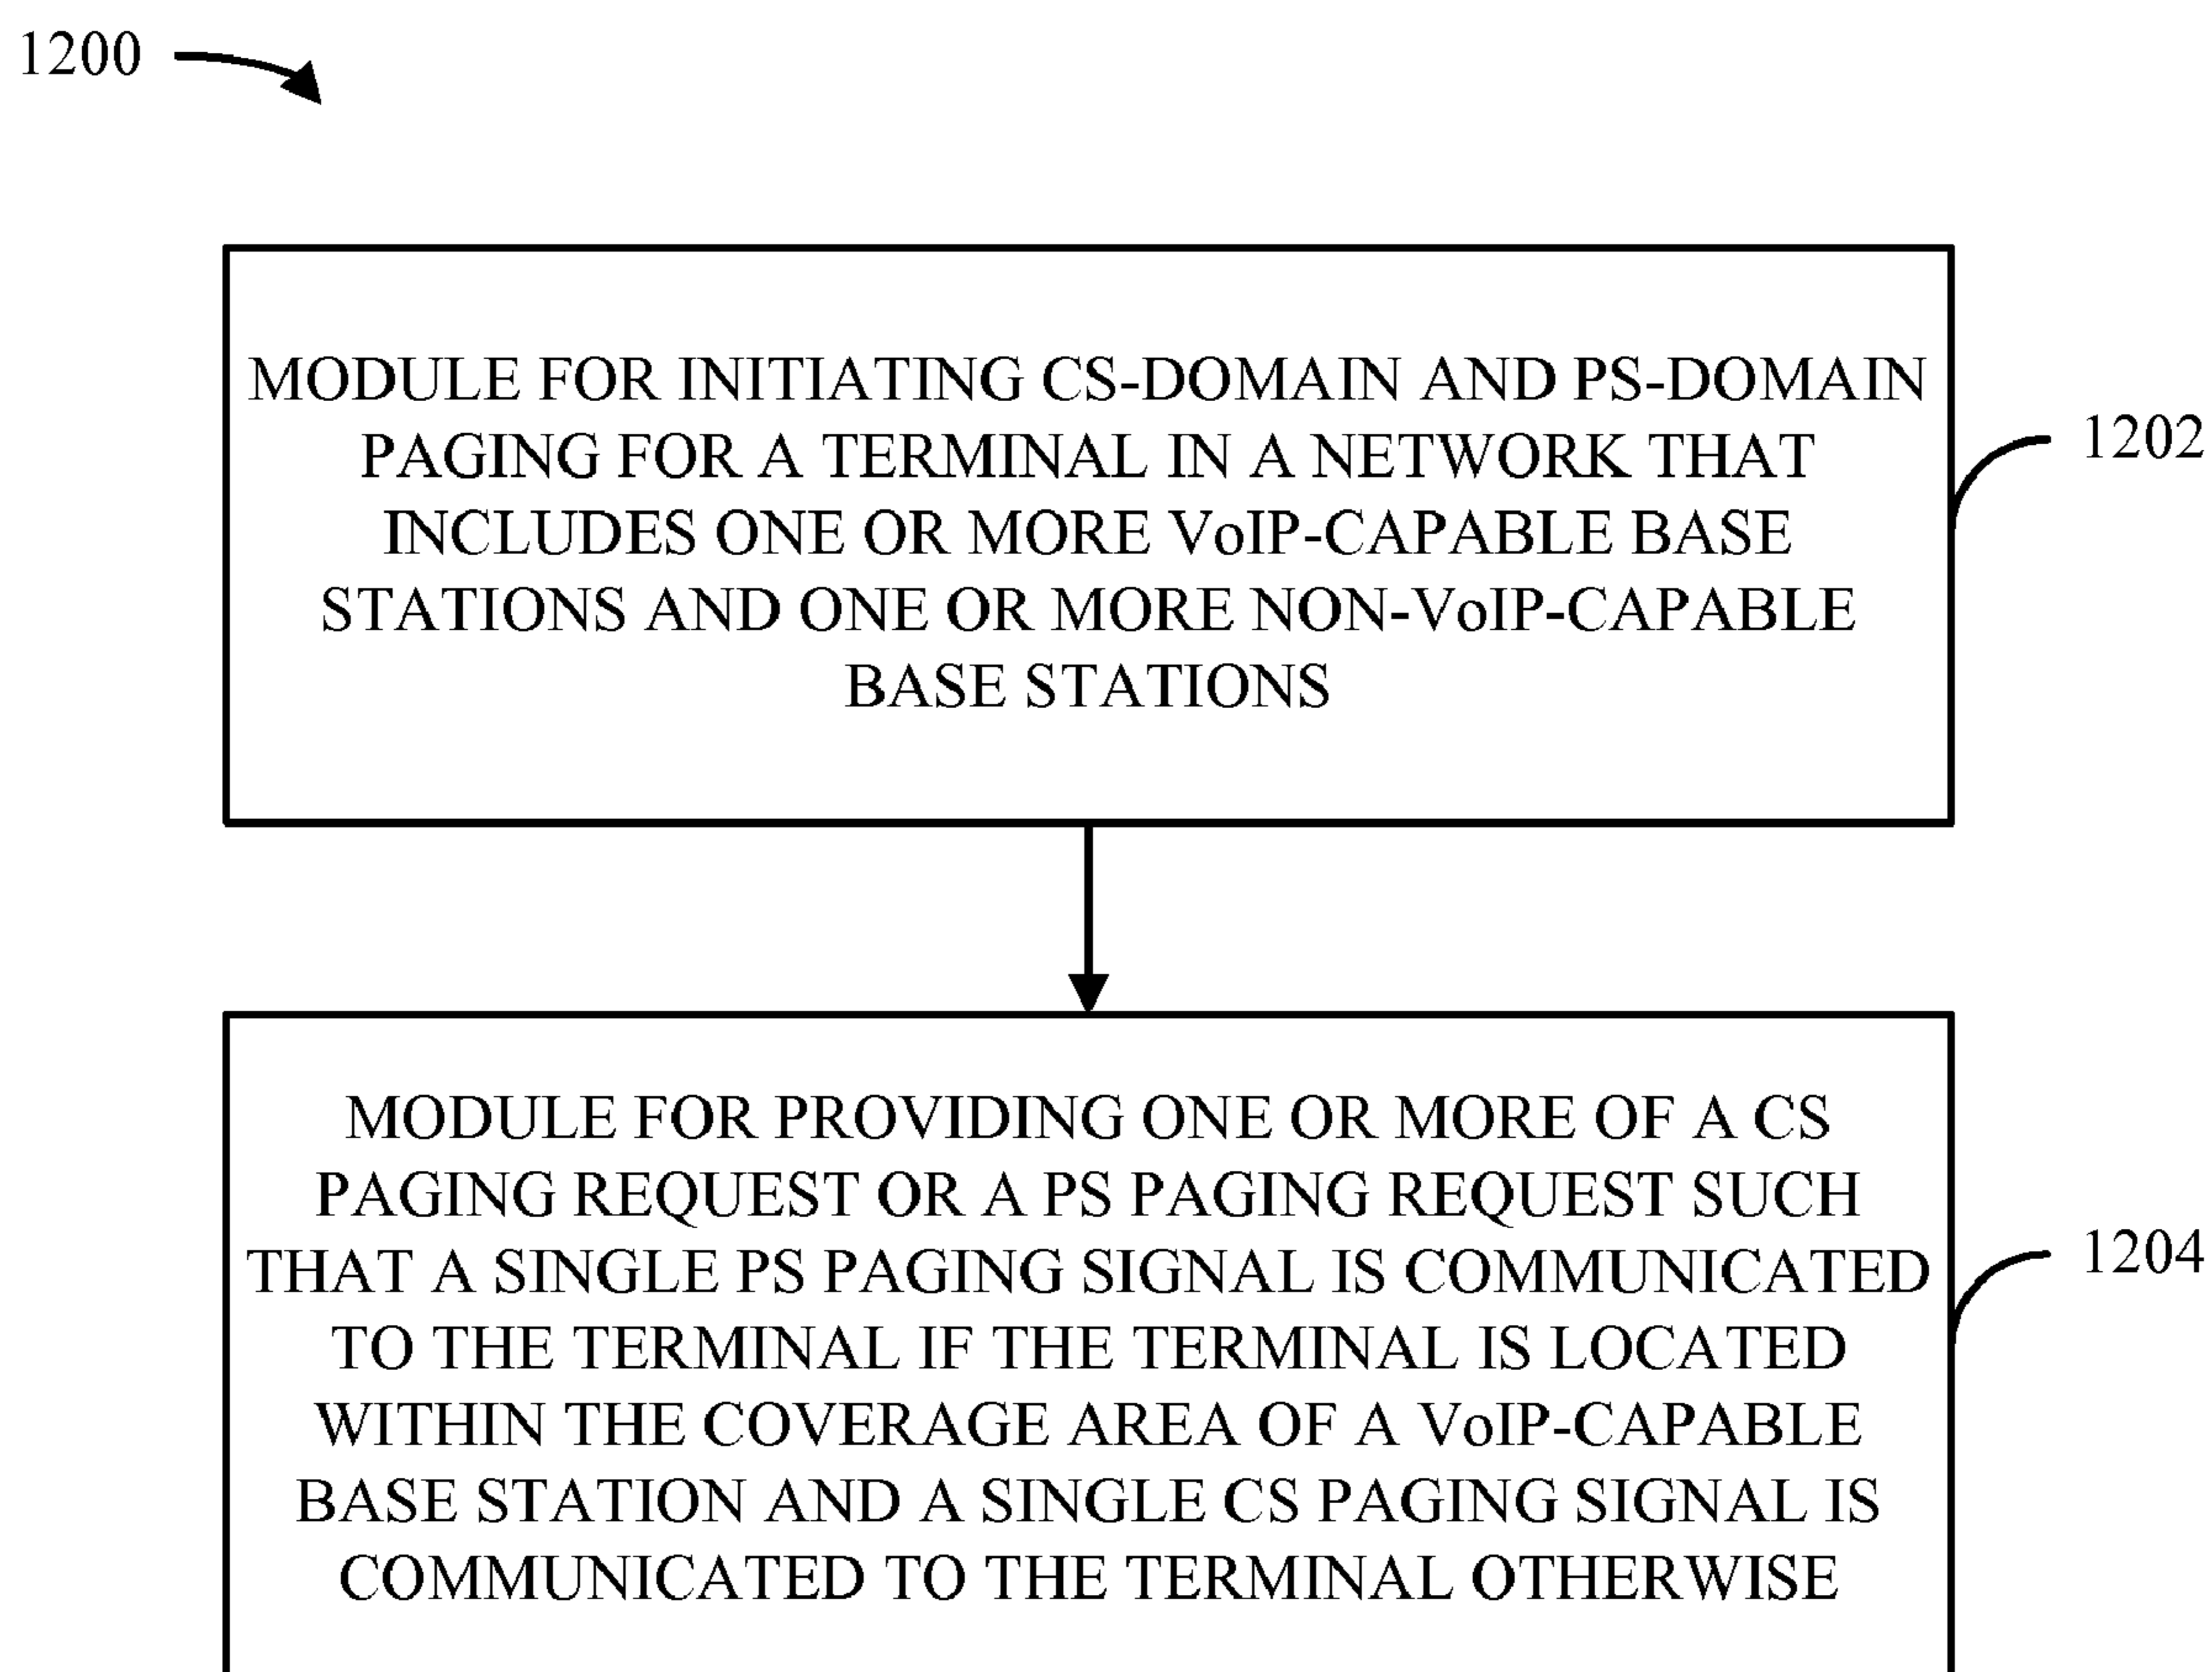 1200
MODULE FOR INITIATING CS-DOMAIN AND PS-DOMAIN
PAGING FOR A TERMINAL IN A NETWORK THAT
INCLUDES ONE OR MORE VoIP-CAPABLE BASE
STATIONS AND ONE OR MORE NON-VoIP-CAPABLE
BASE STATIONS
1202
MODULE FOR PROVIDING ONE OR MORE OF A CS
PAGING REQUEST OR A PS PAGING REQUEST SUCH
THAT A SINGLE PS PAGING SIGNAL IS COMMUNICATED
TO THE TERMINAL IF THE TERMINAL IS LOCATED
WITHIN THE COVERAGE AREA OF A VoIP-CAPABLE
BASE STATION AND A SINGLE CS PAGING SIGNAL IS
COMMUNICATED TO THE TERMINAL OTHERWISE
1204